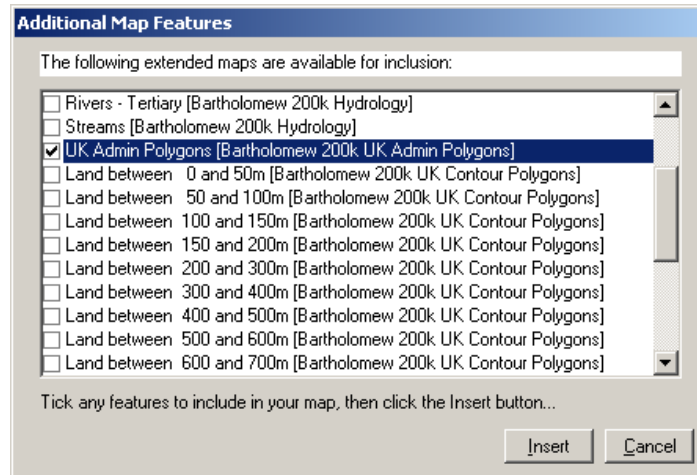 Additional Map Features
The following extended maps are available for inclusion:
Rivers - Tertiary [Bartholomew 200k Hydrology]
Streams [Bartholomew 200k Hydrology]
UK Admin Polygons [Bartholomew 200k UK Admin Polygons]
Land between 0 and 50m [Bartholomew 200k UK Contour Polygons]
Land between 50 and 100m [Bartholomew 200k UK Contour Polygons]
Land between 100 and 150m [Bartholomew 200k UK Contour Polygons]
Land between 150 and 200m [Bartholomew 200k UK Contour Polygons]
Land between 200 and 300m [Bartholomew 200k UK Contour Polygons]
Land between 300 and 400m [Bartholomew 200k UK Contour Polygons]
Land between 400 and 500m [Bartholomew 200k UK Contour Polygons]
Land between 500 and 600m [Bartholomew 200k UK Contour Polygons]
Land between 600 and 700m [Bartholomew 200k UK Contour Polygons]
Tick any features to include in your map, then click the Insert button...
Insert Cancel